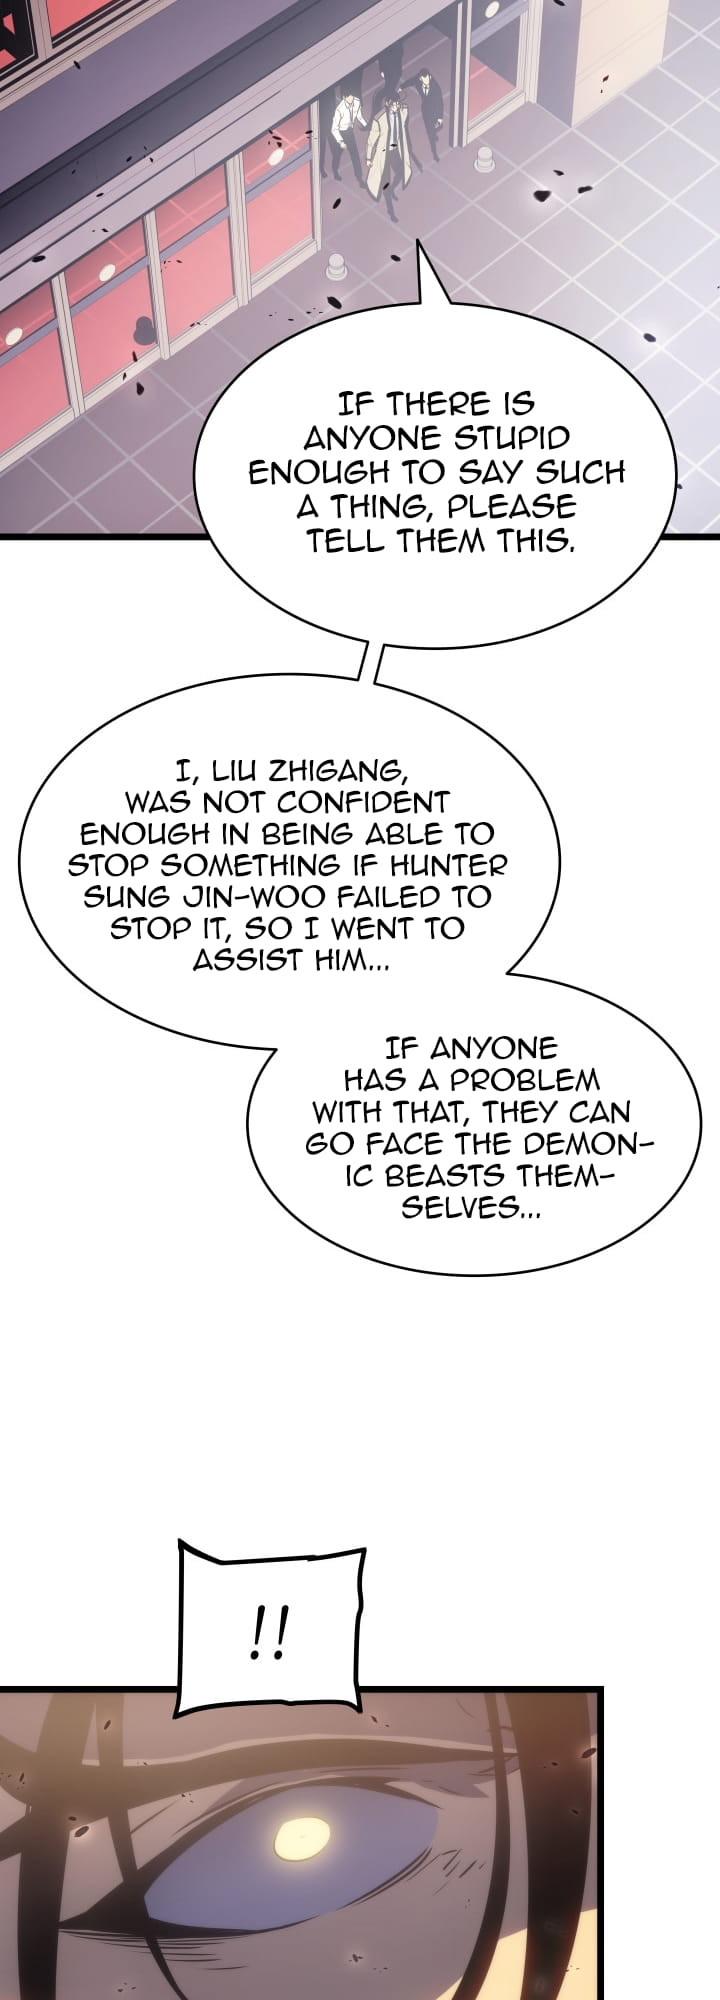 IF THERE IS
ANYONE STUPID
ENOUGH TO SAY SUCH
A THING, PLEASE
TELL THEM THIS.
I, LIU ZHIGANG,
WAS NOT CONFIDENT
ENOUGH IN BEING ABLE TO
STOP SOMETHING IF HUNTER
SUNG JIN-WOO FAILED TO
STOP IT, SO I WENT TO
ASSIST HIM...
IF ANYONE
HAS A PROBLEM
WITH THAT, THEY CAN
GO FACE THE DEMON-
IC BEASTS THEM-
SELVES...
!!